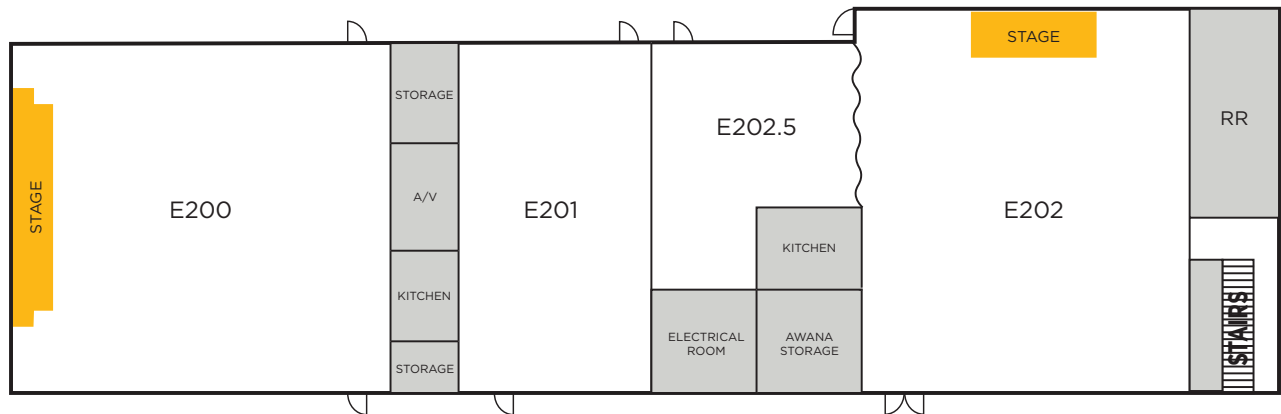 STAGE
E200
STORAGE
A/V
KITCHEN
STORAGE
E201
E202.5
KITCHEN
ELECTRICAL
ROOM
AWANA
STORAGE
STAGE
E202
RR
STAIRS